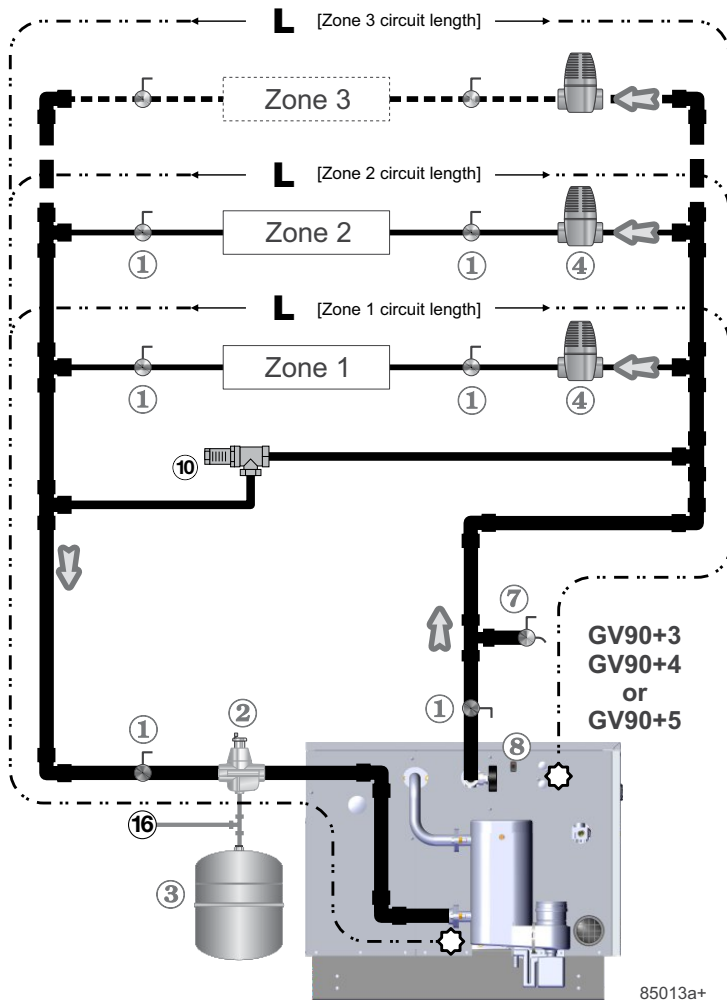 L [Zone 3 circuit length]
Zone 3
L [Zone 2 circuit length]
Zone 2
1 1 4
L [Zone 1 circuit length]
Zone 1
1 1 4
10
7
GV90+3
GV90+4
or
GV90+5
1 2 1 8
16
3
85013a+